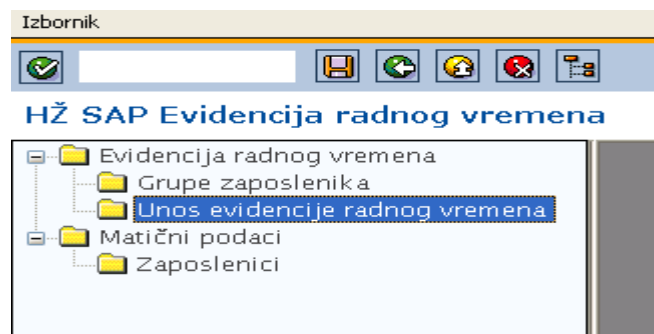 Izbornik
HŽ SAP Evidencija radnog vremena
Evidencija radnog vremena
Grupe zaposlenika
Unos evidencije radnog vremena
Matični podaci
Zaposlenici